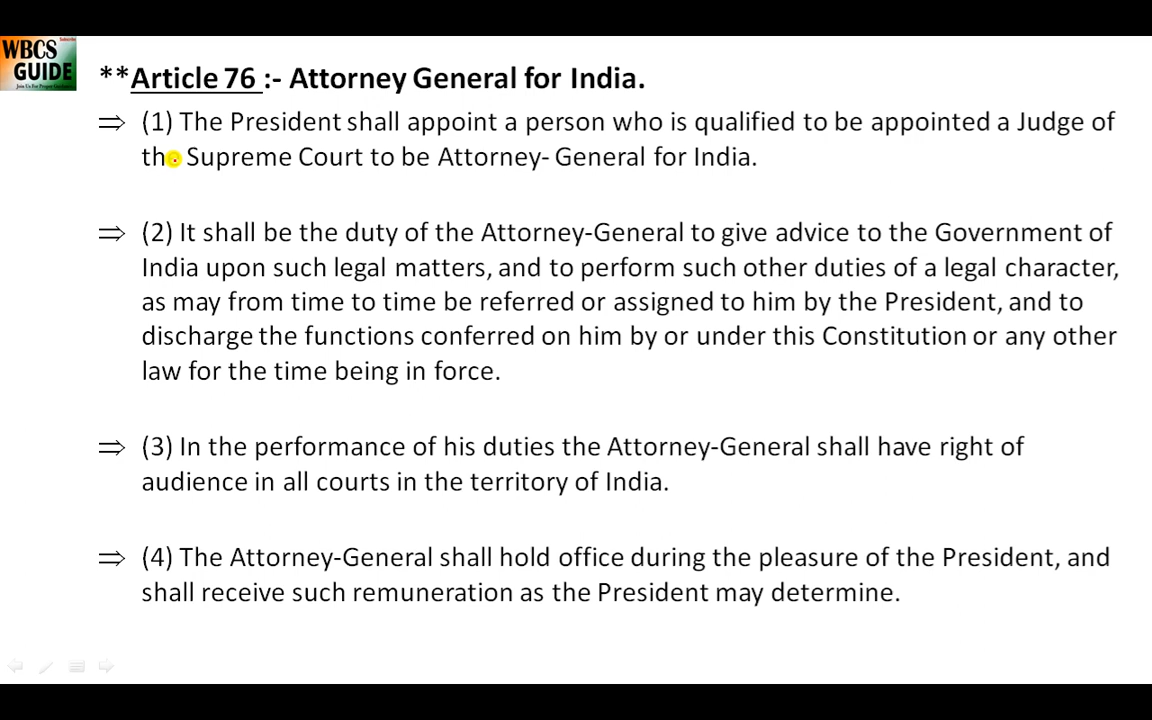 Subscribe
WBCS
GUIDE
**Article 76 :- Attorney General for India.
⇒ (1) The President shall appoint a person who is qualified to be appointed a Judge of
the Supreme Court to be Attorney- General for India.
⇒ (2) It shall be the duty of the Attorney-General to give advice to the Government of
India upon such legal matters, and to perform such other duties of a legal character,
as may from time to time be referred or assigned to him by the President, and to
discharge the functions conferred on him by or under this Constitution or any other
law for the time being in force.
⇒ (3) In the performance of his duties the Attorney-General shall have right of
audience in all courts in the territory of India.
⇒ (4) The Attorney-General shall hold office during the pleasure of the President, and
shall receive such remuneration as the President may determine.